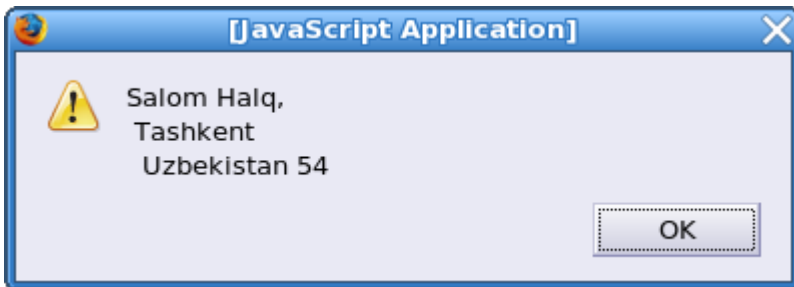 [JavaScript Application]
Salom Halq,
Tashkent
Uzbekistan 54
OK